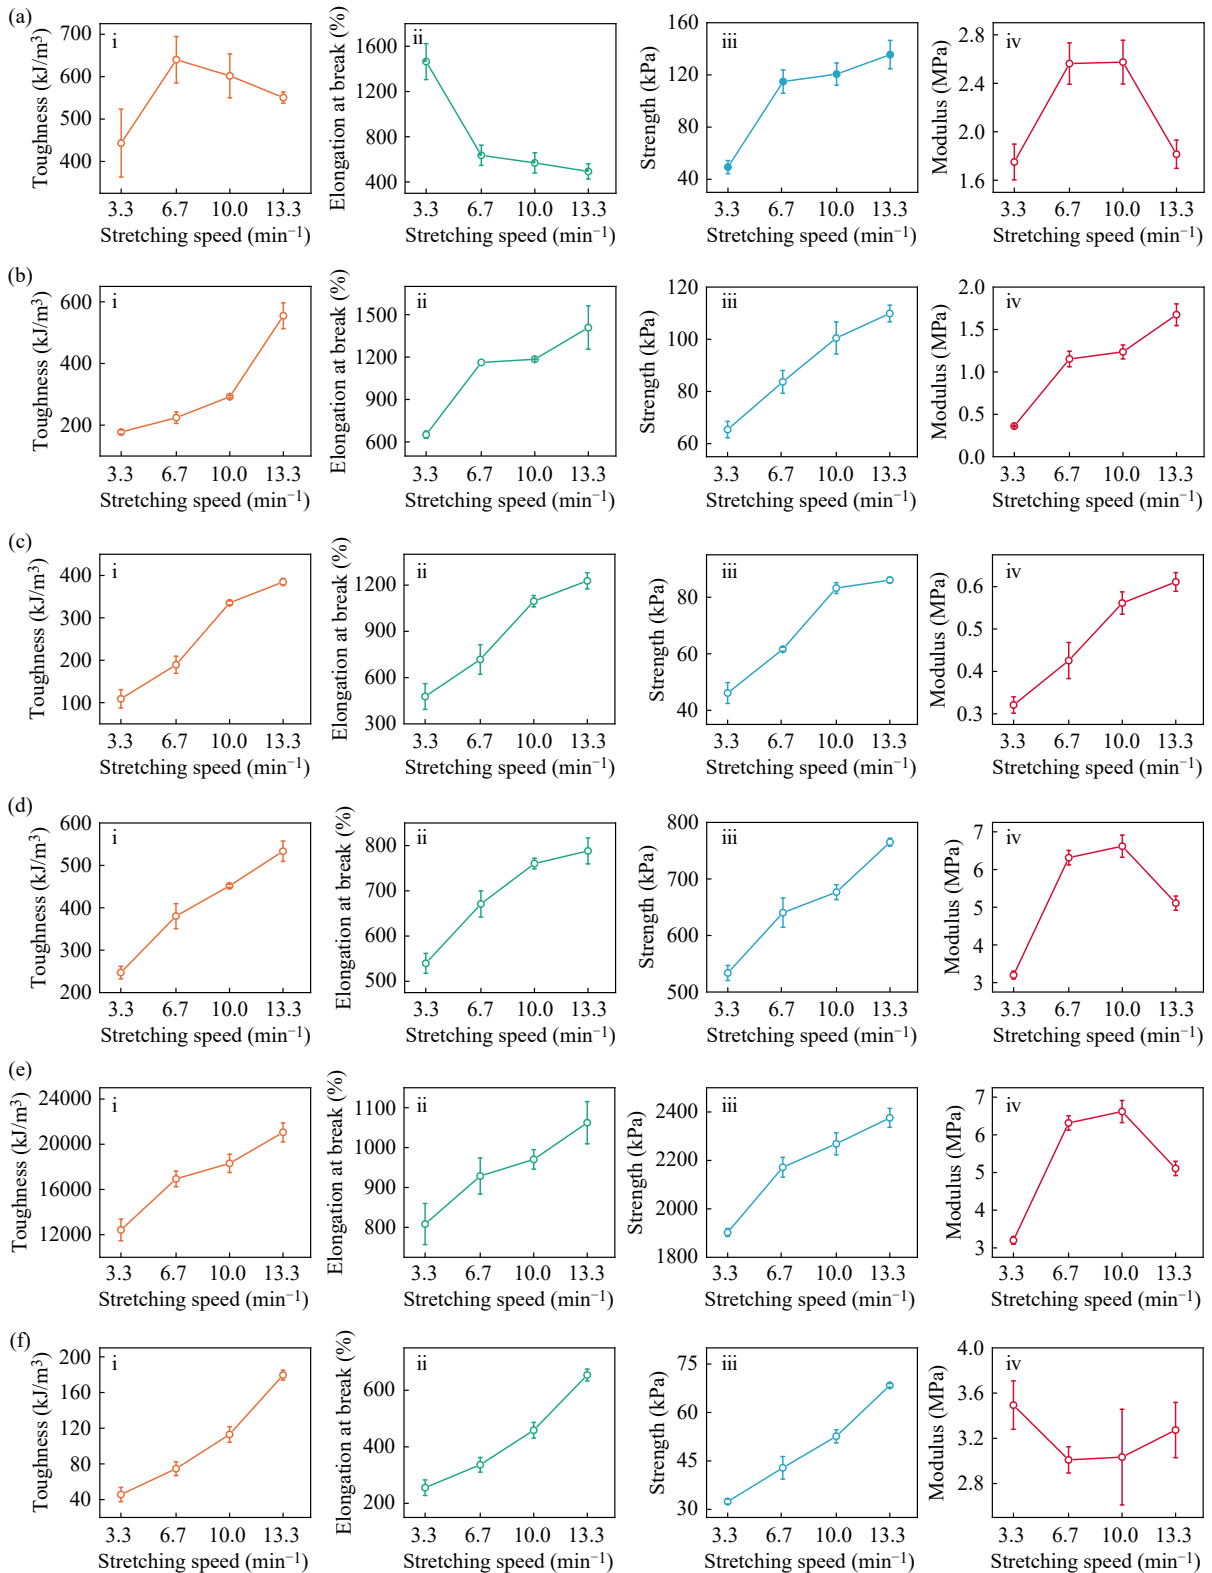 (a)
i
Toughness (kJ/m³)
700
600
500
400
3.3 6.7 10.0 13.3
Stretching speed (min⁻¹)
ii
Elongation at break (%)
1600
1200
800
400
3.3 6.7 10.0 13.3
Stretching speed (min⁻¹)
iii
Strength (kPa)
160
120
80
40
3.3 6.7 10.0 13.3
Stretching speed (min⁻¹)
iv
Modulus (MPa)
2.8
2.4
2.0
1.6
3.3 6.7 10.0 13.3
Stretching speed (min⁻¹)
(b)
i
Toughness (kJ/m³)
600
400
200
3.3 6.7 10.0 13.3
Stretching speed (min⁻¹)
ii
Elongation at break (%)
1500
1200
900
600
3.3 6.7 10.0 13.3
Stretching speed (min⁻¹)
iii
Strength (kPa)
120
100
80
60
3.3 6.7 10.0 13.3
Stretching speed (min⁻¹)
iv
Modulus (MPa)
2.0
1.6
1.2
0.8
0.5
0.0
3.3 6.7 10.0 13.3
Stretching speed (min⁻¹)
(c)
i
Toughness (kJ/m³)
400
300
200
100
3.3 6.7 10.0 13.3
Stretching speed (min⁻¹)
ii
Elongation at break (%)
1200
900
600
300
3.3 6.7 10.0 13.3
Stretching speed (min⁻¹)
iii
Strength (kPa)
80
60
40
3.3 6.7 10.0 13.3
Stretching speed (min⁻¹)
iv
Modulus (MPa)
0.6
0.5
0.4
0.3
3.3 6.7 10.0 13.3
Stretching speed (min⁻¹)
(d)
i
Toughness (kJ/m³)
600
500
400
300
200
3.3 6.7 10.0 13.3
Stretching speed (min⁻¹)
ii
Elongation at break (%)
800
700
600
500
3.3 6.7 10.0 13.3
Stretching speed (min⁻¹)
iii
Strength (kPa)
800
700
600
500
3.3 6.7 10.0 13.3
Stretching speed (min⁻¹)
iv
Modulus (MPa)
7
6
5
4
3
3.3 6.7 10.0 13.3
Stretching speed (min⁻¹)
(e)
i
Toughness (kJ/m³)
24000
20000
16000
12000
3.3 6.7 10.0 13.3
Stretching speed (min⁻¹)
ii
Elongation at break (%)
1100
1000
900
800
3.3 6.7 10.0 13.3
Stretching speed (min⁻¹)
iii
Strength (kPa)
2400
2200
2000
1800
3.3 6.7 10.0 13.3
Stretching speed (min⁻¹)
iv
Modulus (MPa)
7
6
5
4
3
3.3 6.7 10.0 13.3
Stretching speed (min⁻¹)
(f)
i
Toughness (kJ/m³)
200
160
120
80
40
3.3 6.7 10.0 13.3
Stretching speed (min⁻¹)
ii
Elongation at break (%)
600
400
200
3.3 6.7 10.0 13.3
Stretching speed (min⁻¹)
iii
Strength (kPa)
75
60
45
30
3.3 6.7 10.0 13.3
Stretching speed (min⁻¹)
iv
Modulus (MPa)
4.0
3.6
3.2
2.8
3.3 6.7 10.0 13.3
Stretching speed (min⁻¹)